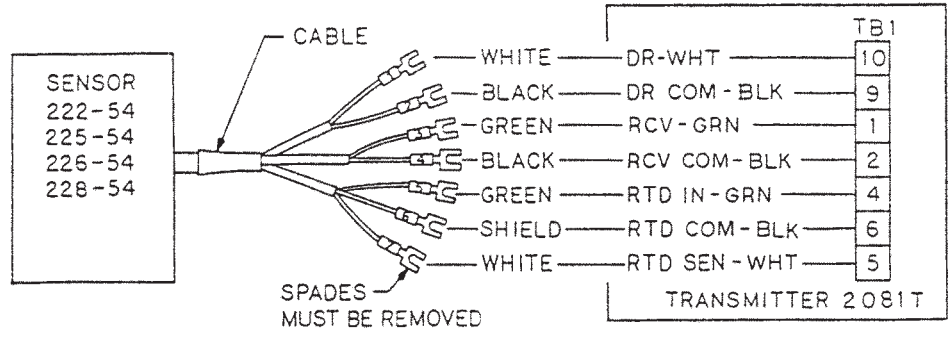 CABLE
SENSOR
222-54
225-54
226-54
228-54
TB1
WHITE DR-WHT 10
BLACK DR COM-BLK 9
GREEN RCV-GRN 1
BLACK RCV COM-BLK 2
GREEN RTD IN-GRN 4
SHIELD RTD COM-BLK 6
WHITE RTD SEN-WHT 5
SPADES
MUST BE REMOVED
TRANSMITTER 2081T